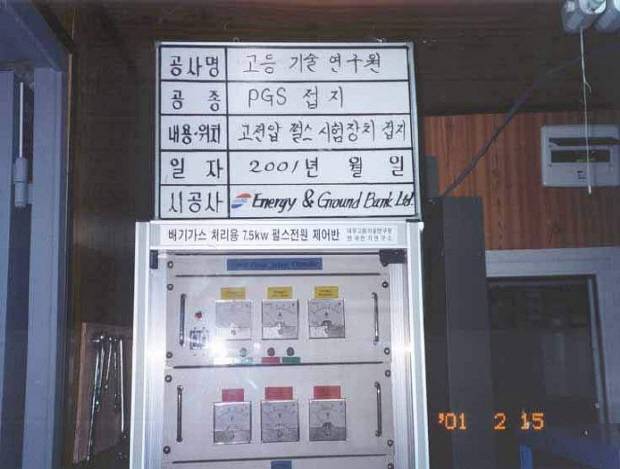 공사명 고등 기술 연구원
공종 PGS 접지
내용·위치 고전압 펄스 시험장치 접지
일자 2001년 월 일
시공사 Energy & Ground Bank Ltd.
배기가스 처리용 7.5kw 펄스전원 제어반
'01 2 15